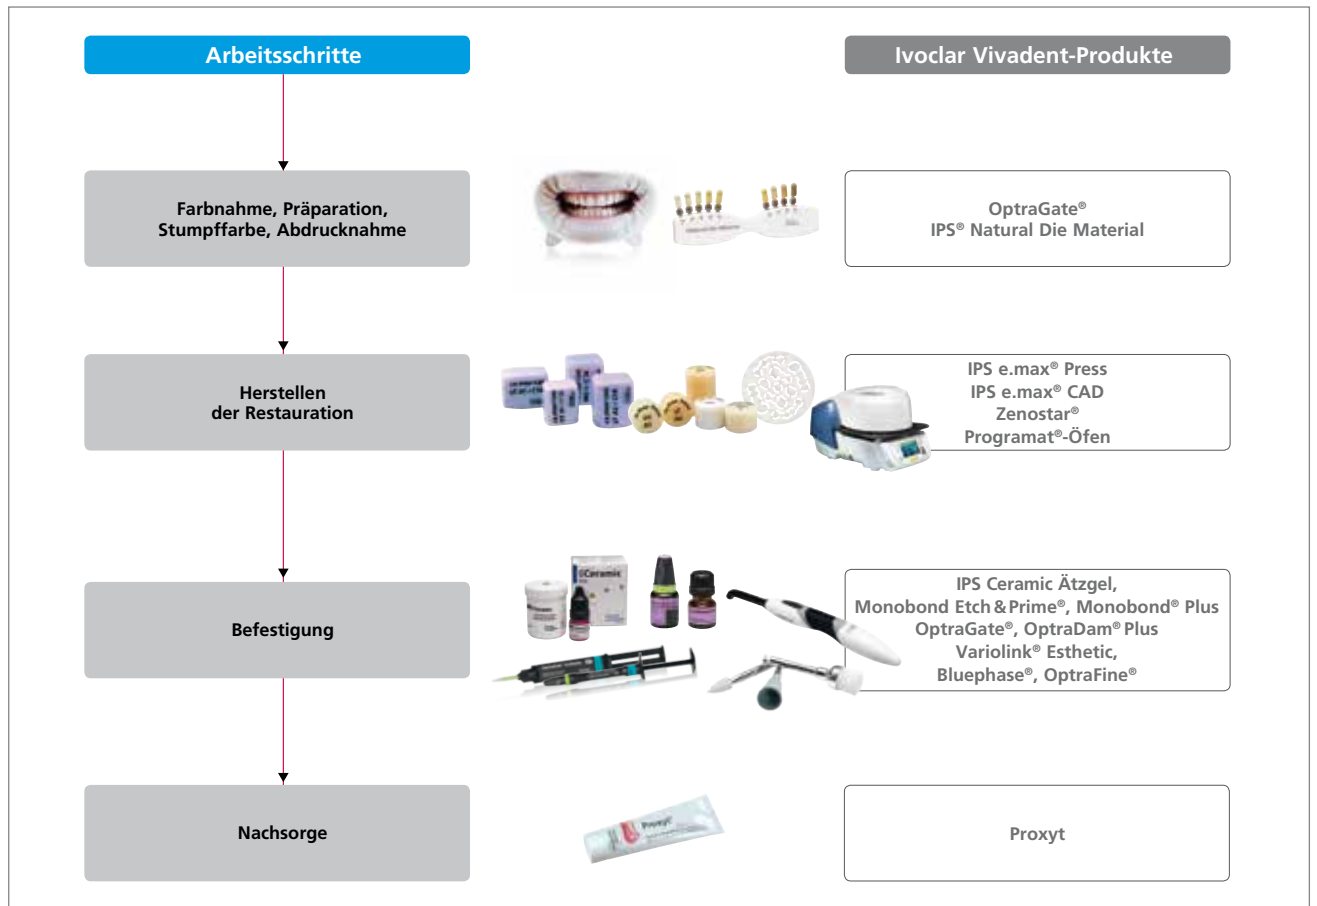 Arbeitsschritte
Ivoclar Vivadent-Produkte
Farbnahme, Präparation,
Stumpffarbe, Abdrucknahme
OptraGate®
IPS® Natural Die Material
Herstellen
der Restauration
IPS e.max® Press
IPS e.max® CAD
Zenostar®
Programat®-Öfen
Befestigung
Ceramic
IPS Ceramic Ätzgel,
Monobond Etch & Prime®, Monobond® Plus
OptraGate®, OptraDam® Plus
Variolink® Esthetic,
Bluephase®, OptraFine®
Nachsorge
Proxyt
Proxyt